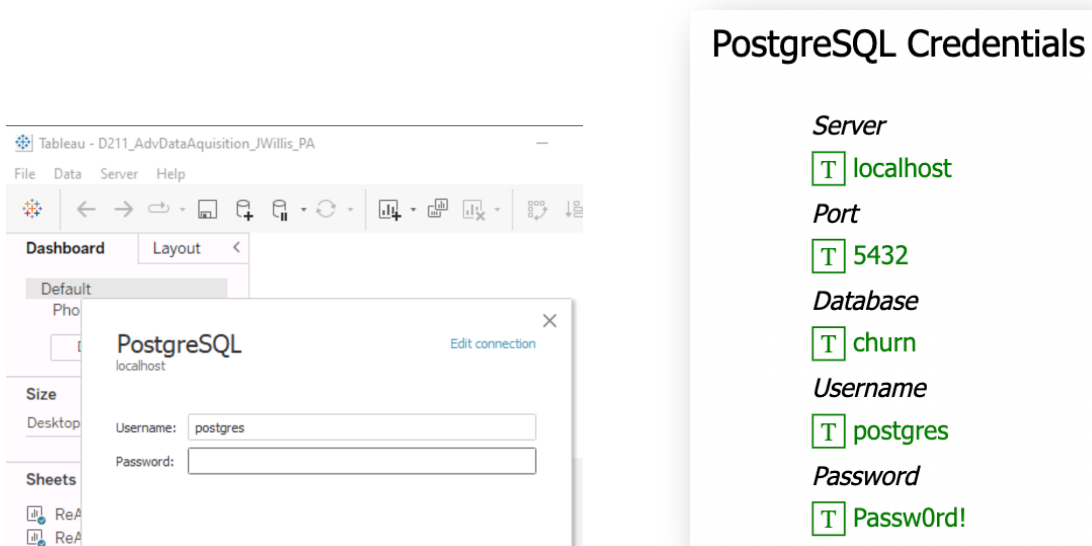 Tableau - D211_AdvDataAquisition_JWillis_PA
File Data Server Help
Dashboard Layout
Default
Pho
PostgreSQL
Edit connection
localhost
Size
Desktop
Username: postgres
Password:
Sheets
ReA
ReA
PostgreSQL Credentials
Server
T localhost
Port
T 5432
Database
T churn
Username
T postgres
Password
T Passw0rd!